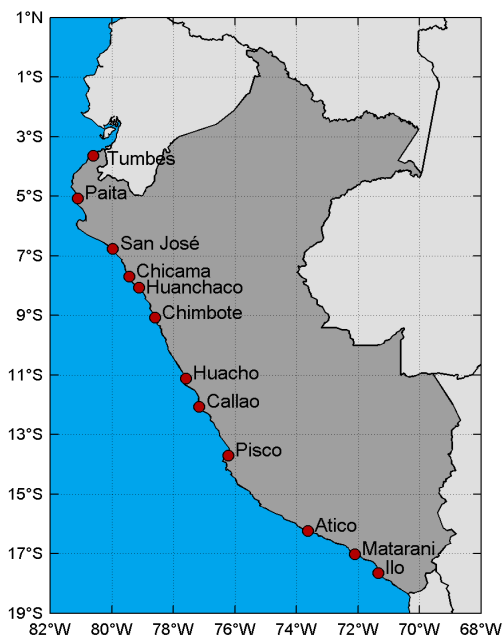 1°N
1°S
3°S
Tumbes
5°S
Paita
7°S
San José
Chicama
Huanchaco
9°S
Chimbote
11°S
Huacho
Callao
13°S
Pisco
15°S
Atico
17°S
Matarani
Ilo
19°S
82°W 80°W 78°W 76°W 74°W 72°W 70°W 68°W